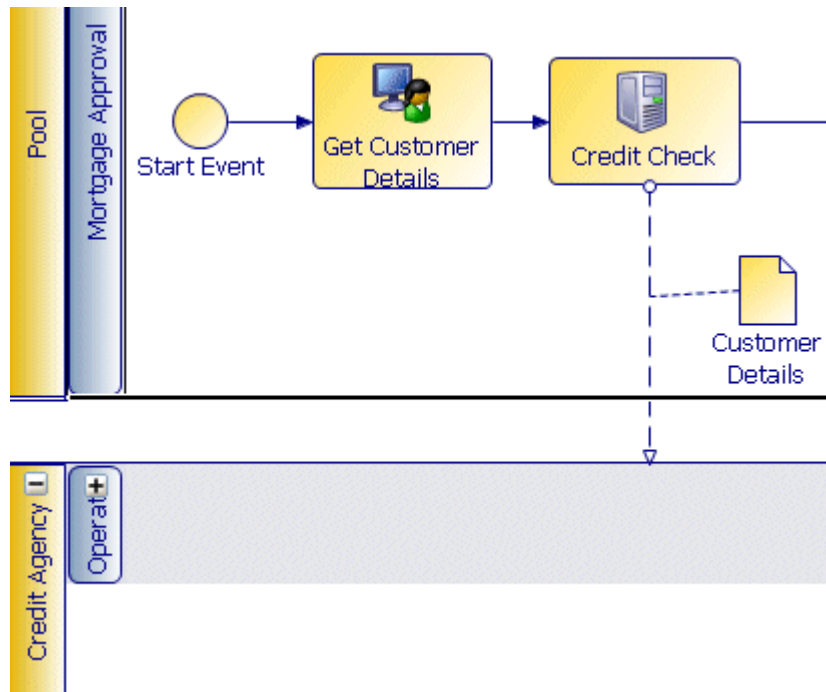 Pool
Mortgage Approval
Start Event
Get Customer
Details
Credit Check
Customer
Details
Credit Agency
Operat